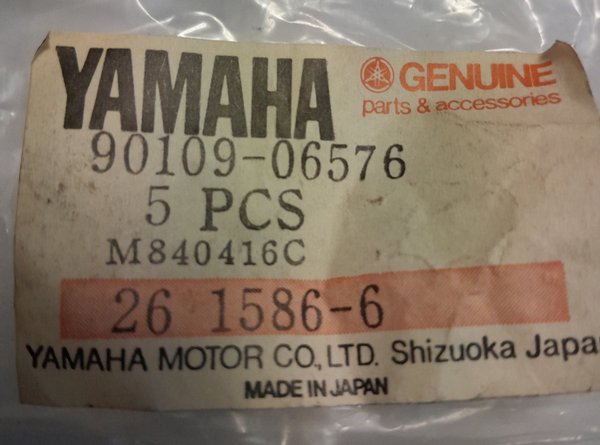 YAMAHA
GENUINE
parts & accessories
90109-06576
5 PCS
M840416C
26 1586-6
YAMAHA MOTOR CO., LTD. Shizuoka Japa
MADE IN JAPAN